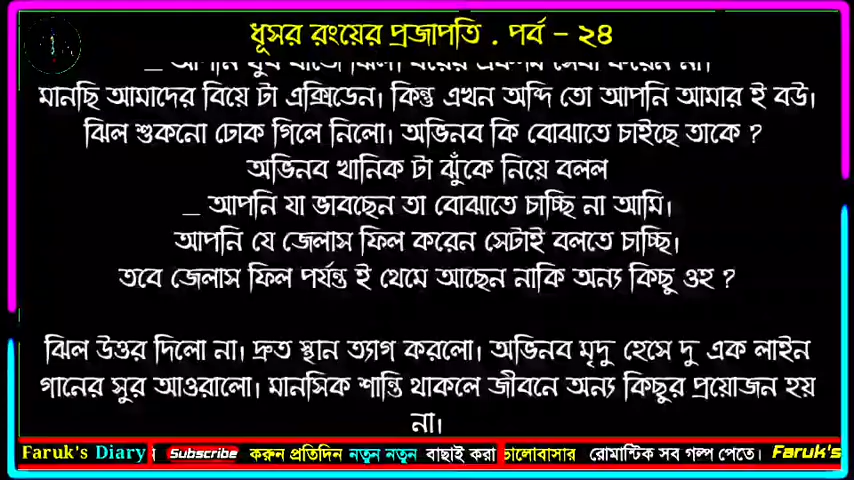 ধূসর রংয়ের প্রজাপতি . পর্ব – ২৪
মানছি আমাদের বিয়ে টা এক্সিডেন। কিন্তু এখন অব্দি তো আপনি আমার ই বউ।
ঝিল শুকনো ঢোক গিলে নিলো। অভিনব কি বোঝাতে চাইছে তাকে ?
অভিনব খানিক টা ঝুঁকে নিয়ে বলল
_ আপনি যা ভাবছেন তা বোঝাতে চাচ্ছি না আমি।
আপনি যে জেলাস ফিল করেন সেটাই বলতে চাচ্ছি।
তবে জেলাস ফিল পর্যন্ত ই থেমে আছেন নাকি অন্য কিছু ওহ ?
ঝিল উত্তর দিলো না। দ্রুত স্থান ত্যাগ করলো। অভিনব মৃদু হেসে দু এক লাইন
গানের সুর আওরালো। মানসিক শান্তি থাকলে জীবনে অন্য কিছুর প্রয়োজন হয়
না।
Faruk's Diary Subscribe করুন প্রতিদিন নতুন নতুন বাছাই করা ভালোবাসার রোমান্টিক সব গল্প পেতে। Faruk's